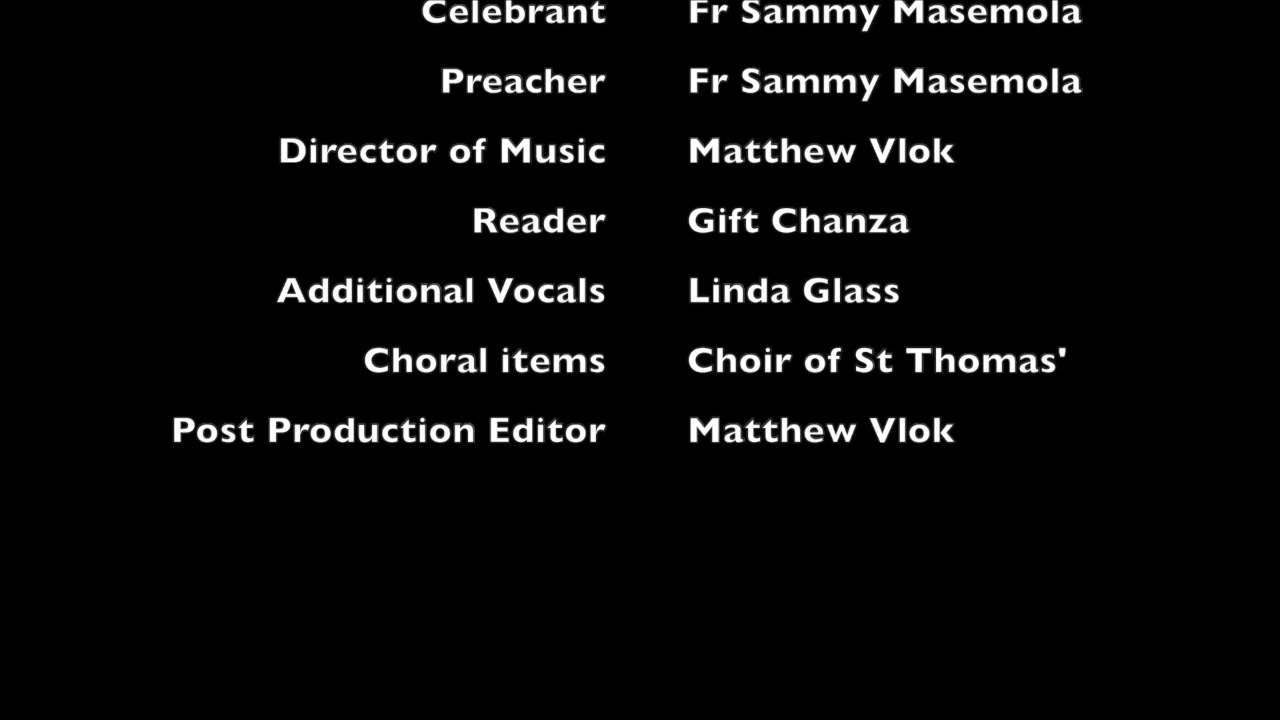 Celebrant Fr Sammy Masemola
Preacher Fr Sammy Masemola
Director of Music Matthew Vlok
Reader Gift Chanza
Additional Vocals Linda Glass
Choral items Choir of St Thomas'
Post Production Editor Matthew Vlok